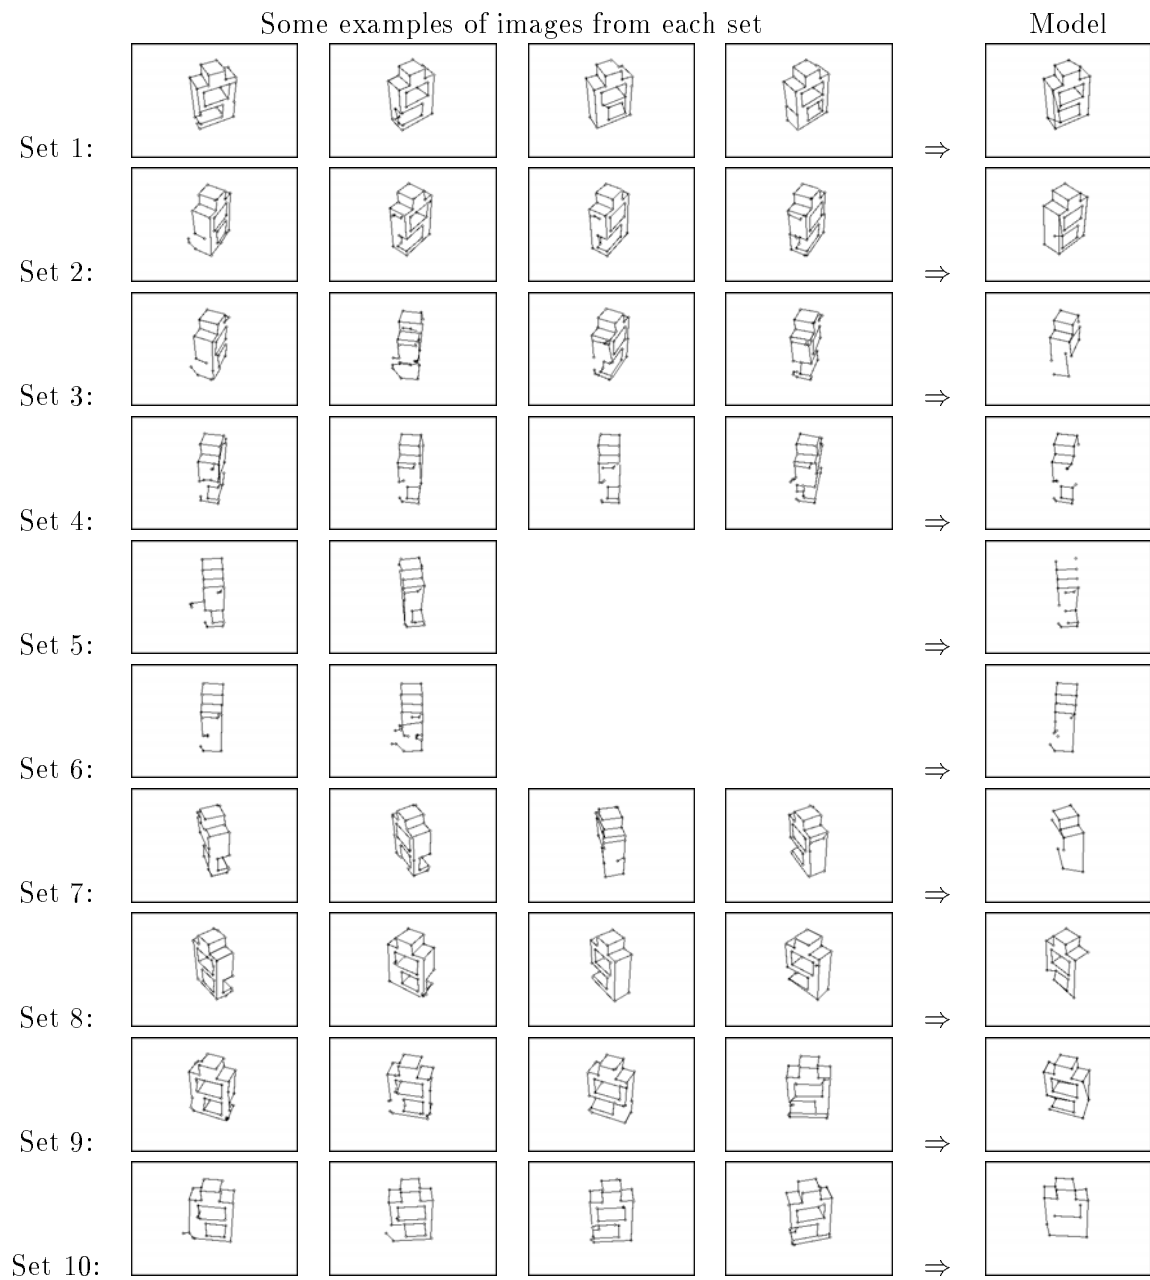 Some examples of images from each set Model
Set 1: ⇒
Set 2: ⇒
Set 3: ⇒
Set 4: ⇒
Set 5: ⇒
Set 6: ⇒
Set 7: ⇒
Set 8: ⇒
Set 9: ⇒
Set 10: ⇒